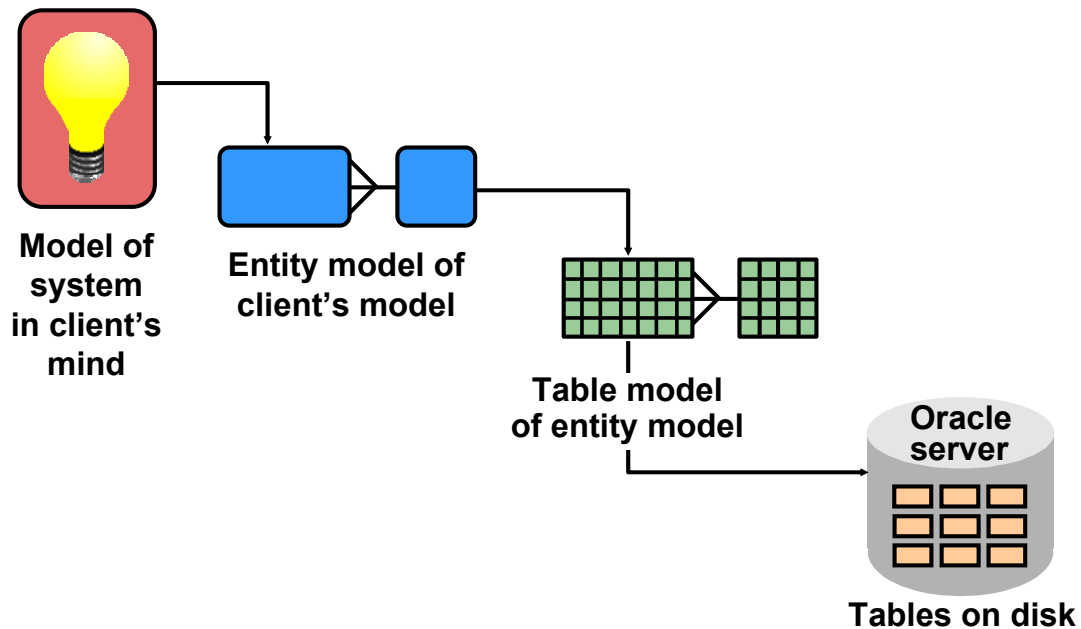 Model of
system
in client’s
mind
Entity model of
client’s model
Table model
of entity model
Oracle
server
Tables on disk